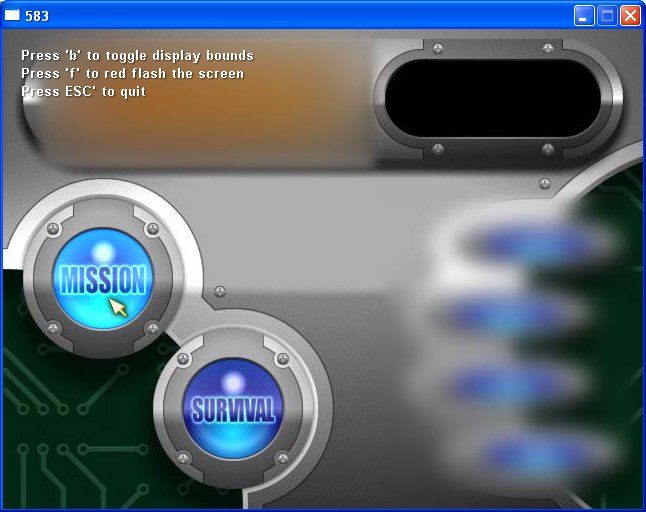 583
Press 'b' to toggle display bounds
Press 'f' to red flash the screen
Press ESC' to quit
MISSION
SURVIVAL